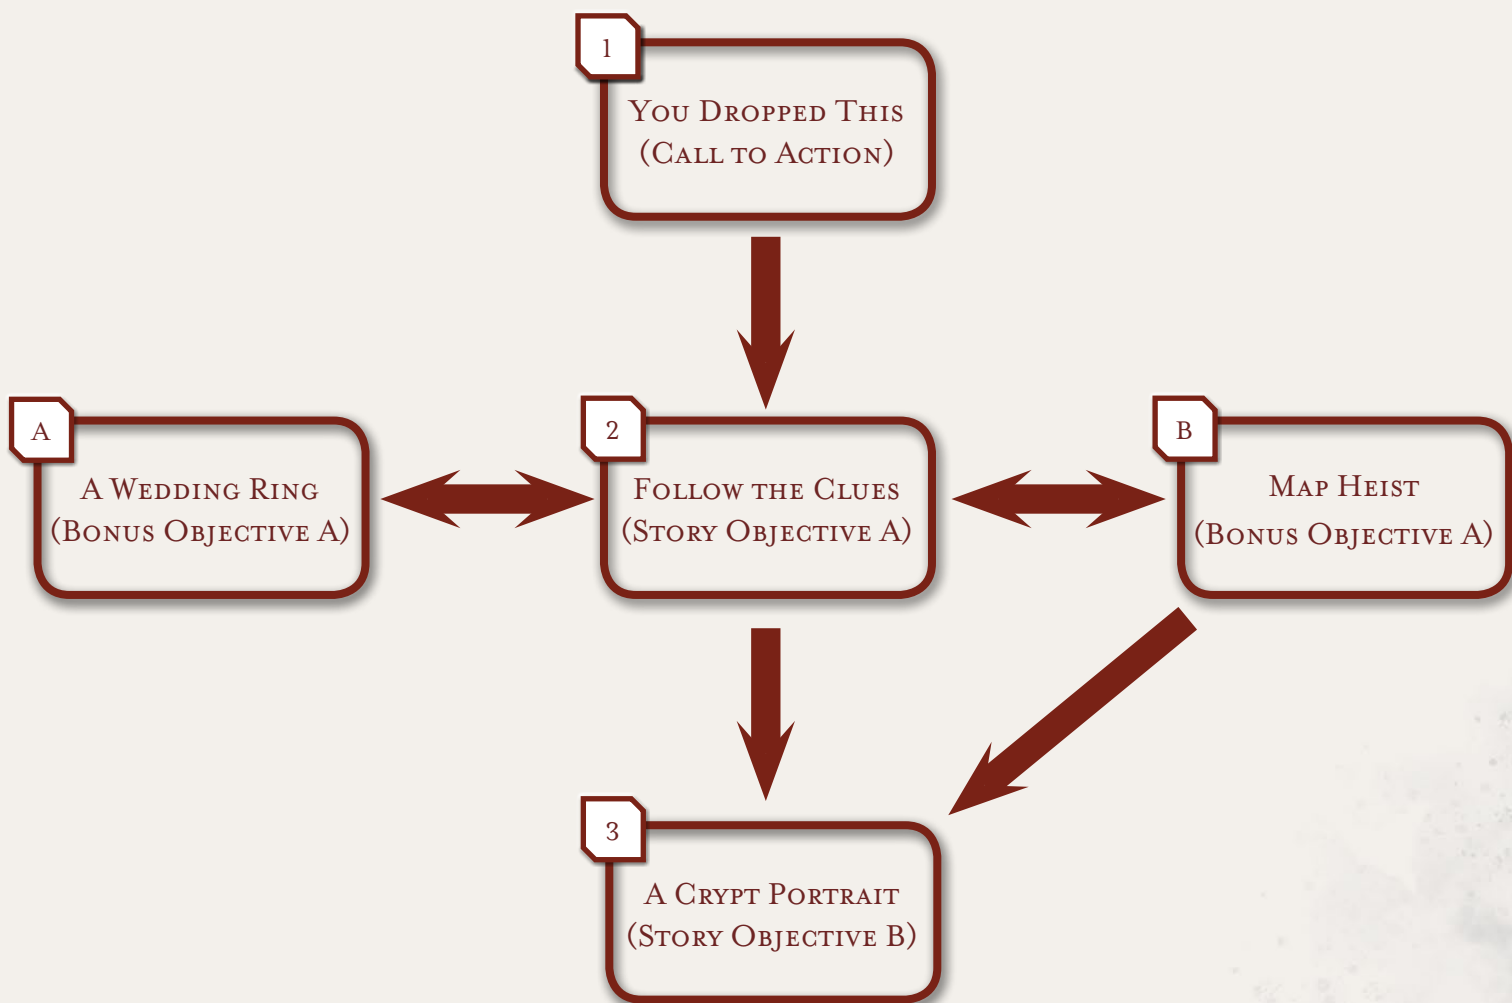 1
You Dropped This
(Call to Action)
A
A Wedding Ring
(Bonus Objective A)
2
Follow the Clues
(Story Objective A)
B
Map Heist
(Bonus Objective A)
3
A Crypt Portrait
(Story Objective B)